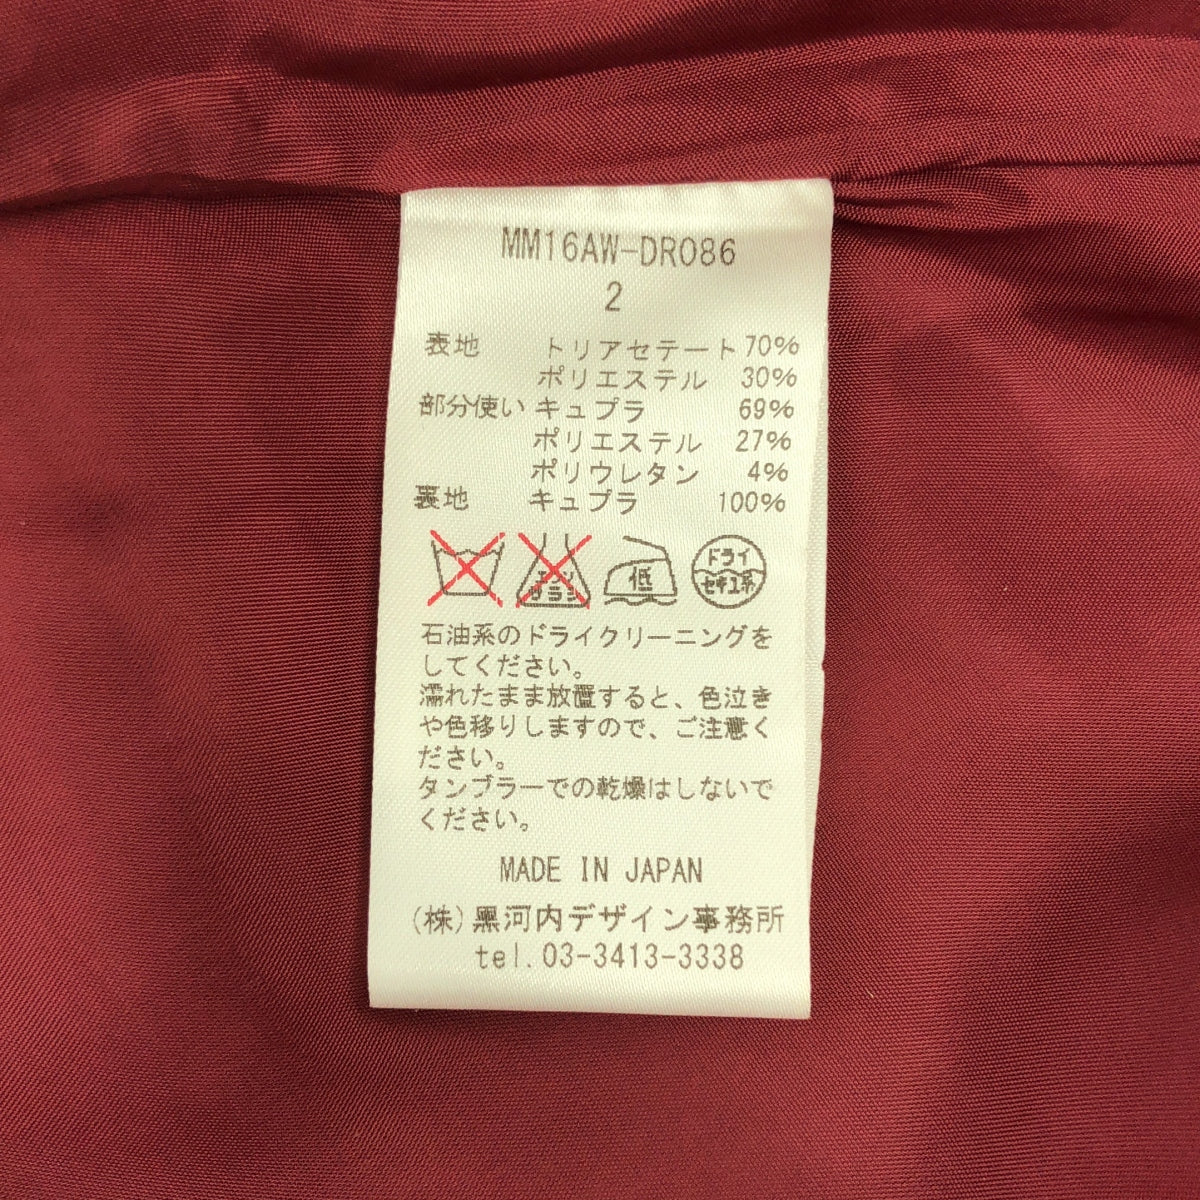 MM16AW-DR086
2
表地 トリアセテート 70%
ポリエステル 30%
部分使い キュプラ 69%
ポリエステル 27%
ポリウレタン 4%
裏地 キュプラ 100%
低
ドライ
セキユ系
石油系のドライクリーニングを
してください。
濡れたまま放置すると、色泣き
や色移りしますので、ご注意く
ださい。
タンブラーでの乾燥はしないで
ください。
MADE IN JAPAN
(株)黒河内デザイン事務所
tel.03-3413-3338